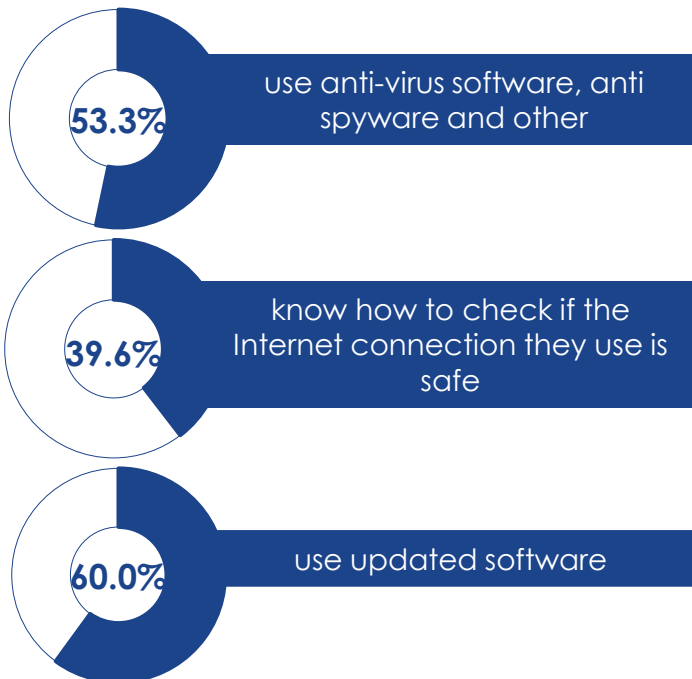 53.3%
use anti-virus software, anti
spyware and other
39.6%
know how to check if the
Internet connection they use is
safe
60.0%
use updated software